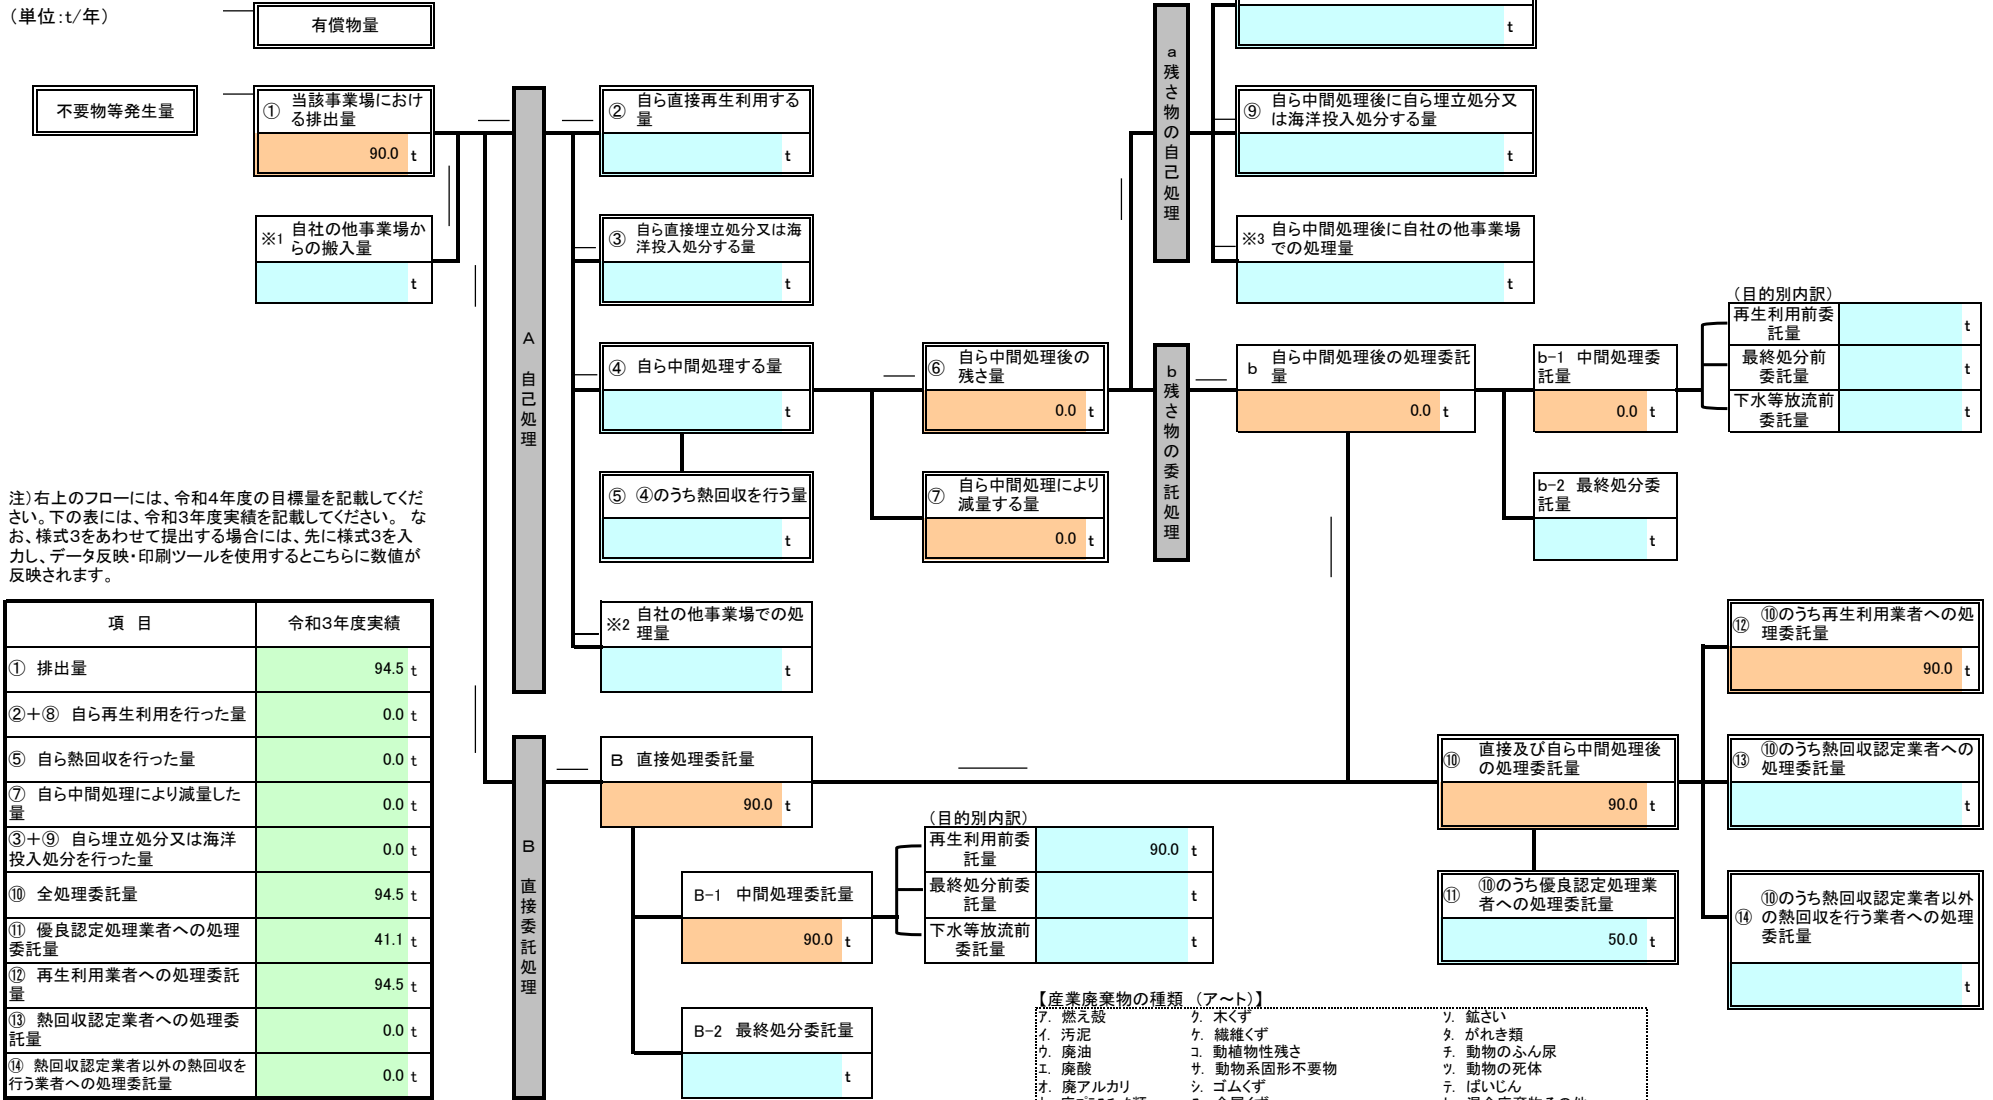 （単位：t/年）
有償物量
t
不要物等発生量
① 当該事業場におけ
る排出量
90.0 t
※1 自社の他事業場か
らの搬入量
t
A 自己処理
② 自ら直接再生利用する
量
t
③ 自ら直接埋立処分又は海
洋投入処分する量
t
④ 自ら中間処理する量
t
⑤ ④のうち熱回収を行う量
t
※2 自社の他事業場での処
理量
t
⑥ 自ら中間処理後の
残さ量
0.0 t
⑦ 自ら中間処理により
減量する量
0.0 t
a 残さ物の自己処理
⑨ 自ら中間処理後に自ら埋立処分又
は海洋投入処分する量
t
※3 自ら中間処理後に自社の他事業場
での処理量
t
b 残さ物の委託処理
b 自ら中間処理後の処理委託
量
0.0 t
b-1 中間処理委
託量
0.0 t
b-2 最終処分委
託量
t
（目的別内訳）
再生利用前委
託量 t
最終処分前
委託量 t
下水等放流前
委託量 t
注）右上のフローには、令和4年度の目標量を記載してくだ
さい。下の表には、令和3年度実績を記載してください。 な
お、様式3をあわせて提出する場合には、先に様式3を入
力し、データ反映・印刷ツールを使用するとこちらに数値が
反映されます。
項 目 令和3年度実績
① 排出量 94.5 t
②＋⑧ 自ら再生利用を行った量 0.0 t
⑤ 自ら熱回収を行った量 0.0 t
⑦ 自ら中間処理により減量した
量 0.0 t
③＋⑨ 自ら埋立処分又は海洋
投入処分を行った量 0.0 t
⑩ 全処理委託量 94.5 t
⑪ 優良認定処理業者への処理
委託量 41.1 t
⑫ 再生利用業者への処理委託
量 94.5 t
⑬ 熱回収認定業者への処理委
託量 0.0 t
⑭ 熱回収認定業者以外の熱回収を
行う業者への処理委託量 0.0 t
B 直接委託処理
B 直接処理委託量
90.0 t
B-1 中間処理委託量
90.0 t
B-2 最終処分委託量
t
（目的別内訳）
再生利用前委
託量 90.0 t
最終処分前委
託量 t
下水等放流前
委託量 t
⑩ 直接及び自ら中間処理後
の処理委託量
90.0 t
⑪ ⑩のうち優良認定処理業
者への処理委託量
50.0 t
⑫ ⑩のうち再生利用業者への処
理委託量
90.0 t
⑬ ⑩のうち熱回収認定業者への
処理委託量
t
⑭ ⑩のうち熱回収認定業者以外
の熱回収を行う業者への処理
委託量
t
【産業廃棄物の種類 （ア～ト）】
ア. 燃え殻 ク. 木くず ソ. 鉱さい
イ. 汚泥 ケ. 繊維くず タ. がれき類
ウ. 廃油 コ. 動植物性残さ チ. 動物のふん尿
エ. 廃酸 サ. 動物系固形不要物 ツ. 動物の死体
オ. 廃アルカリ シ. ゴムくず テ. ばいじん